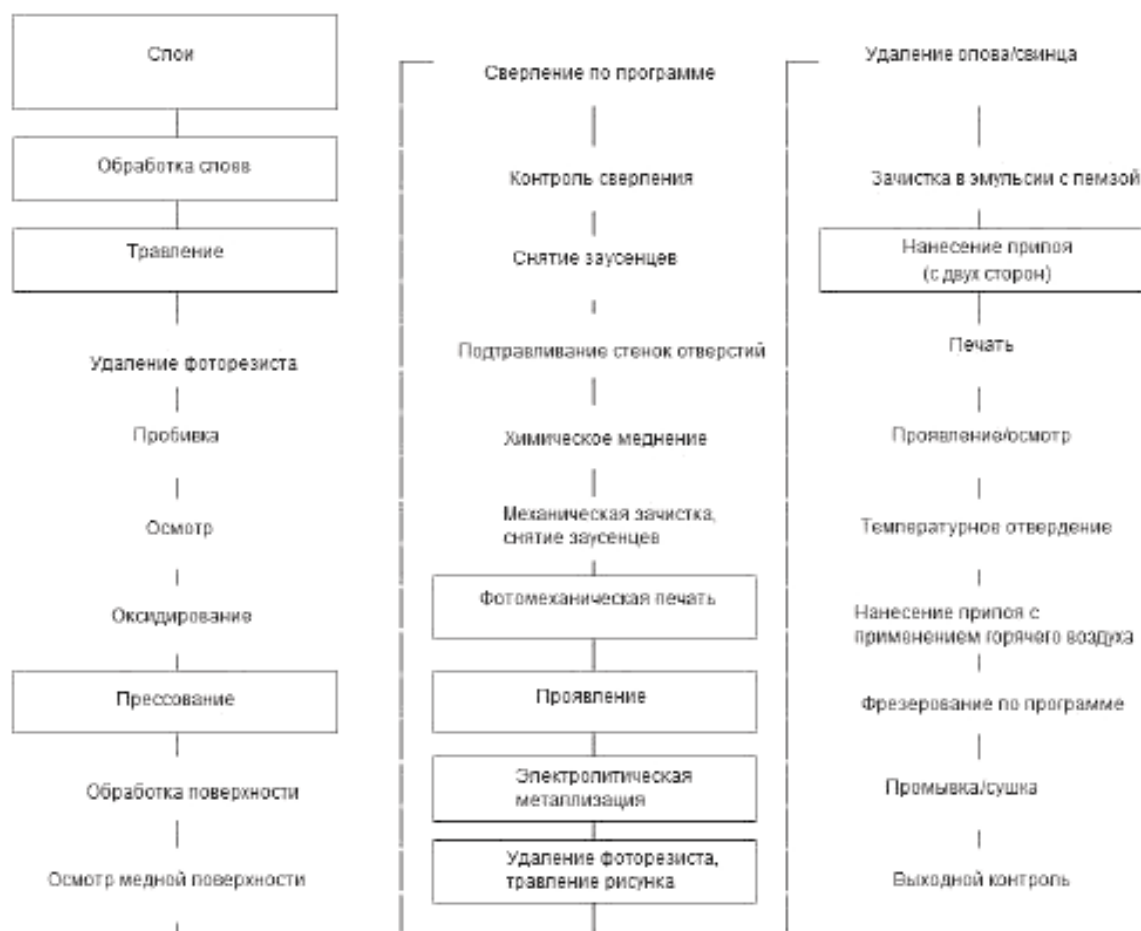 Слои
Обработка слоев
Травление
Удаление фоторезиста
Пробивка
Осмотр
Оксидирование
Прессование
Обработка поверхности
Осмотр медной поверхности
Сверление по программе
Контроль сверления
Снятие заусенцев
Подтравливание стенок отверстий
Химическое меднение
Механическая зачистка,
снятие заусенцев
Фотомеханическая печать
Проявление
Электролитическая
металлизация
Удаление фоторезиста,
травление рисунка
Удаление олова/свинца
Зачистка в эмульсии с пемзой
Нанесение припоя
(с двух сторон)
Печать
Проявление/осмотр
Температурное отвердение
Нанесение припоя с
применением горячего воздуха
Фрезерование по программе
Промывка/сушка
Выходной контроль